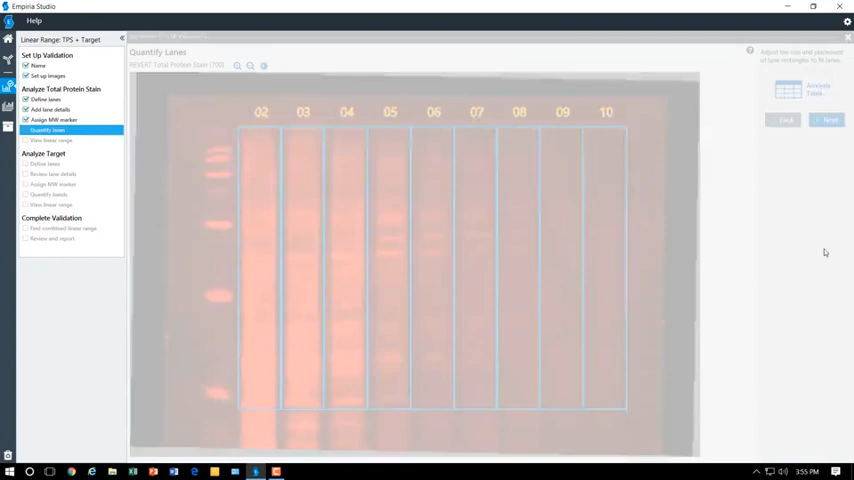 Empiria Studio
Help
Linear Range: TPS + Target
Set Up Validation
Name
Set up images
Analyze Total Protein Stain
Define lanes
Add lane details
Assign MW marker
Quantify lanes
View linear range
Analyze Target
Define lanes
Review lane details
Assign MW marker
Quantify bands
View linear range
Complete Validation
Find combined linear range
Review and report
Quantify Lanes
REVERT Total Protein Stain (700)
02 03 04 05 06 07 08 09 10
Adjust the size and placement
of lane rectangles to fit lanes.
Analysis
Table
Back
Next
3:55 PM